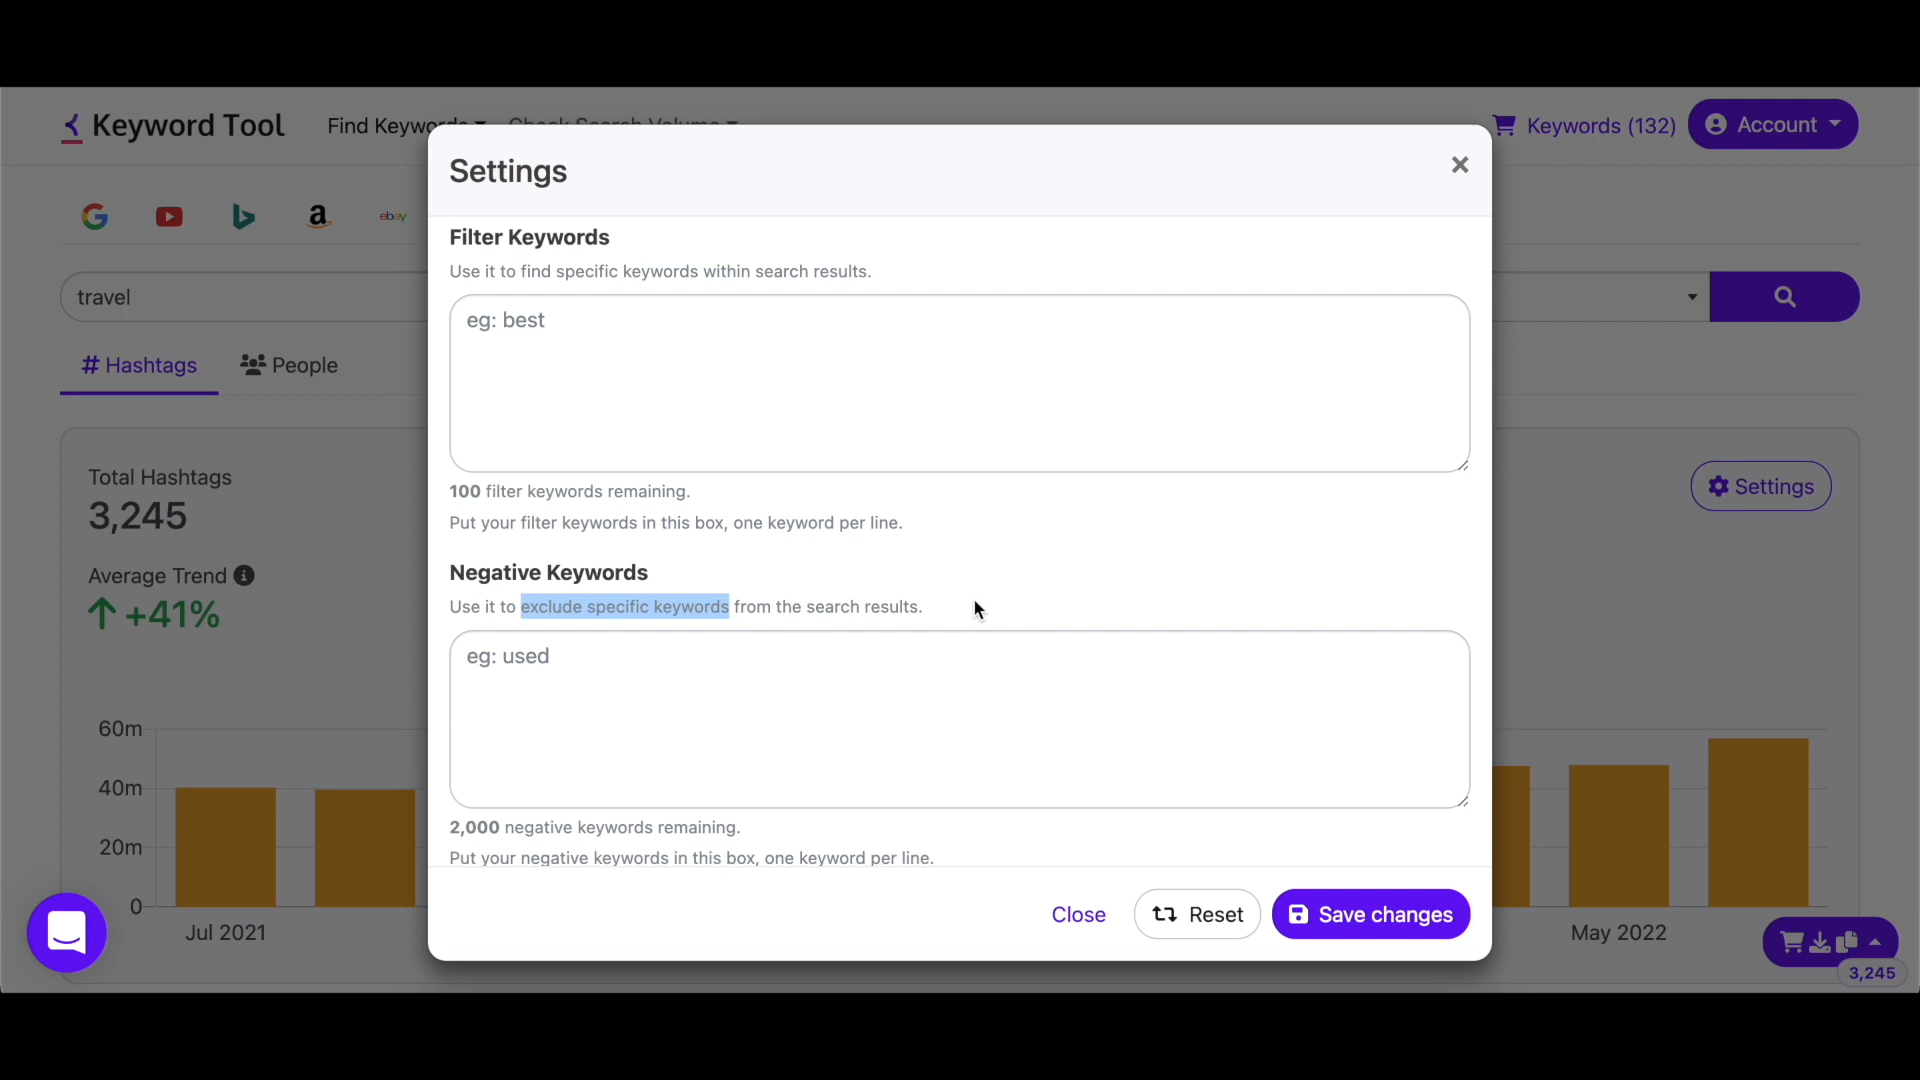 Keyword Tool
Find Keywords
Check Search Volume
Keywords (132)
Account
Settings
a
ebay
Filter Keywords
Use it to find specific keywords within search results.
travel
eg: best
# Hashtags
People
Total Hashtags
3,245
Settings
100 filter keywords remaining.
Put your filter keywords in this box, one keyword per line.
Average Trend
+41%
Negative Keywords
Use it to exclude specific keywords from the search results.
eg: used
60m
40m
20m
0
2,000 negative keywords remaining.
Put your negative keywords in this box, one keyword per line.
Close
Reset
Save changes
Jul 2021
May 2022
3,245